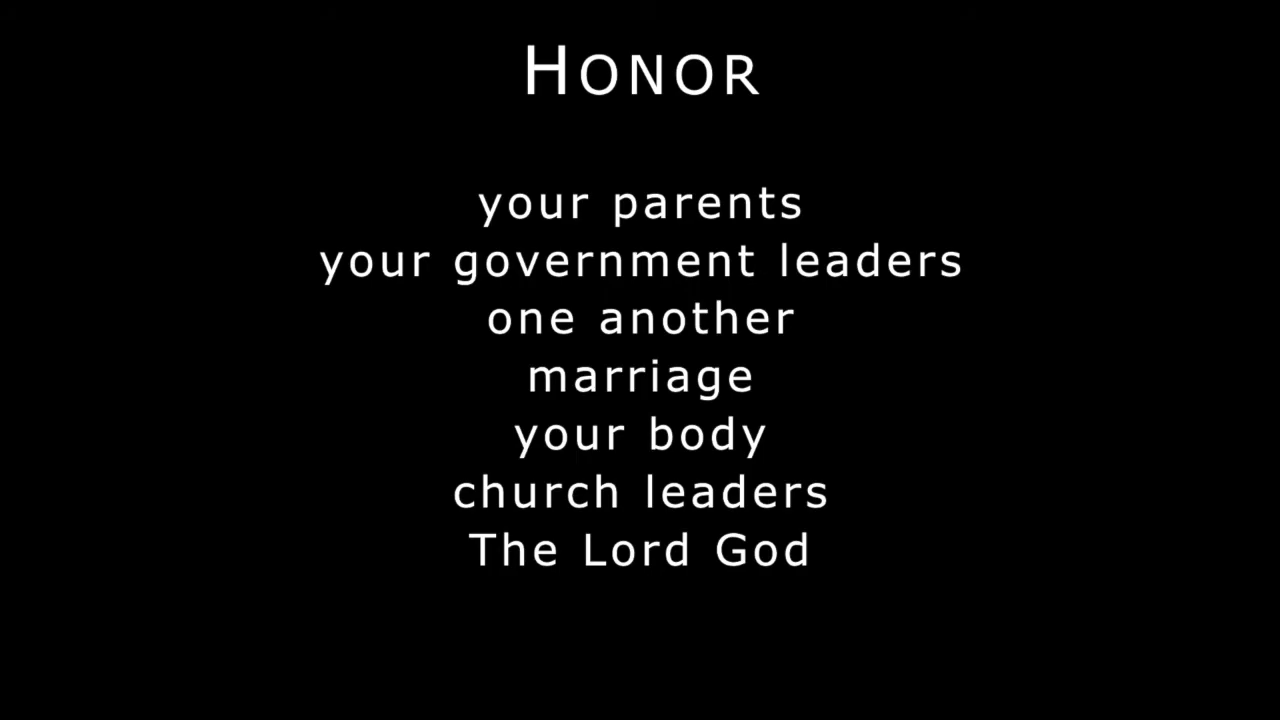 HONOR
your parents
your government leaders
one another
marriage
your body
church leaders
The Lord God